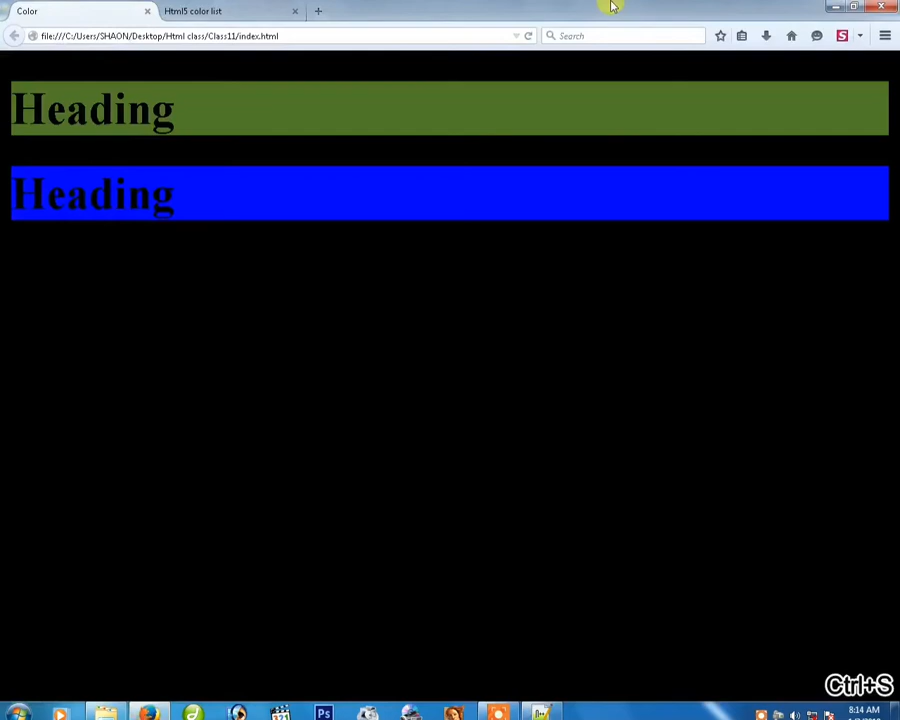 Color
Html5 color list
file:///C:/Users/SHAON/Desktop/Html class/Class11/index.html
Search
Heading
Heading
Ctrl+S
8:14 AM